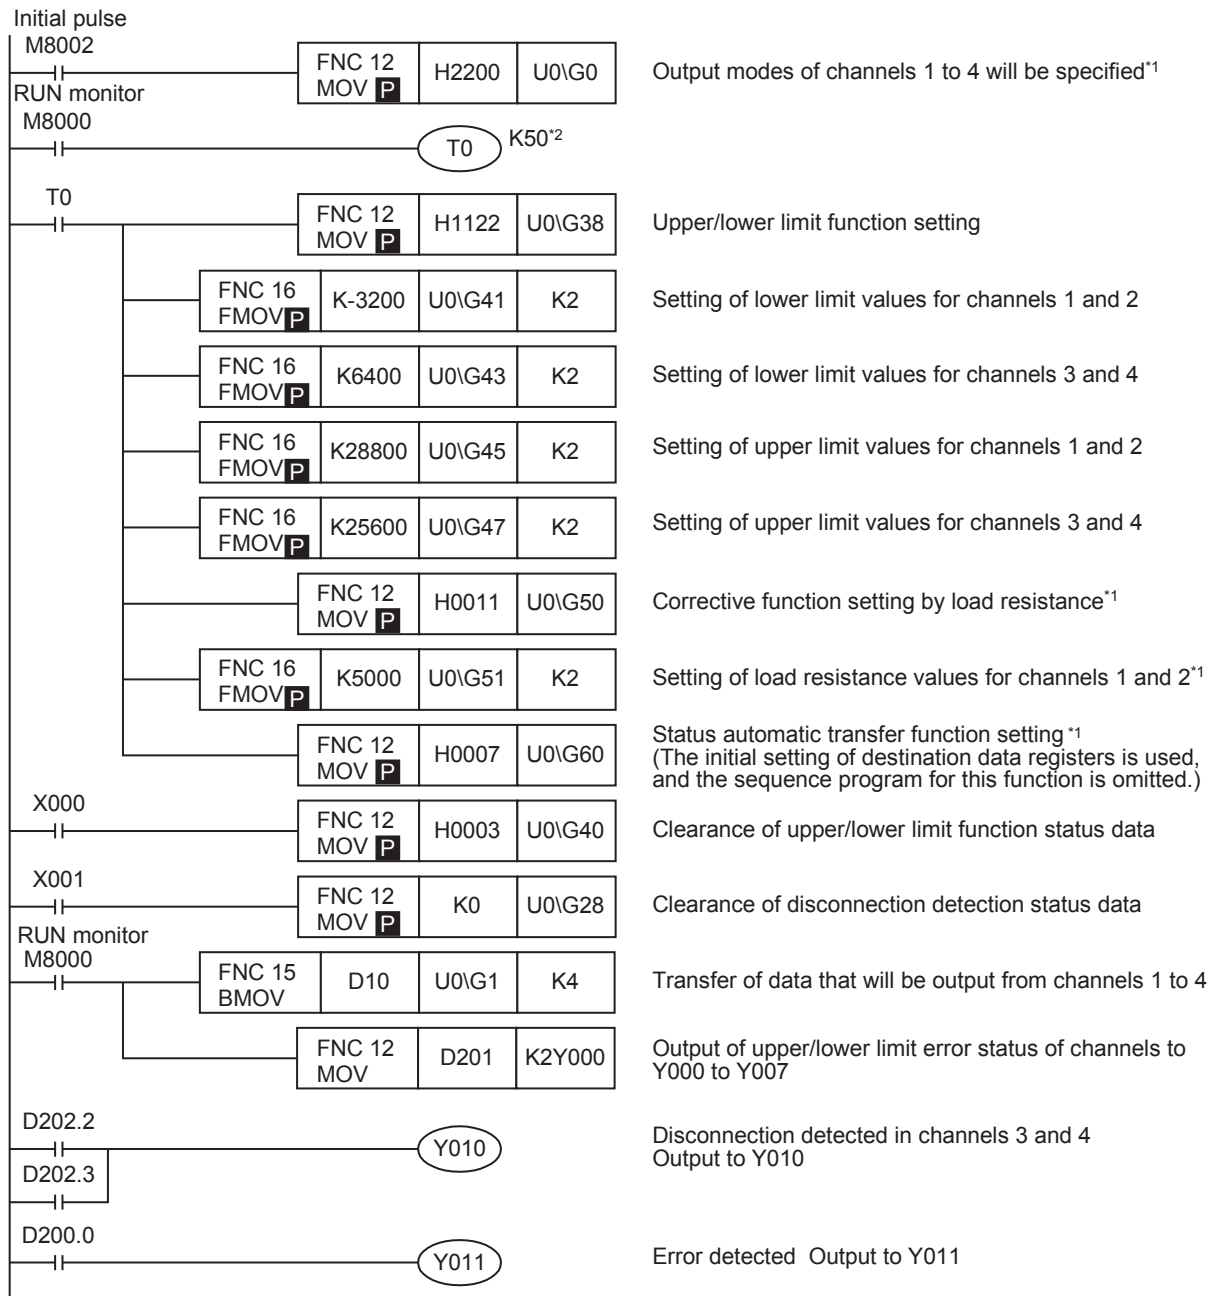 Initial pulse
M8002
FNC 12
MOV P
H2200
U0\G0
Output modes of channels 1 to 4 will be specified*1
RUN monitor
M8000
T0
K50*2
T0
FNC 12
MOV P
H1122
U0\G38
Upper/lower limit function setting
FNC 16
FMOV P
K-3200
U0\G41
K2
Setting of lower limit values for channels 1 and 2
FNC 16
FMOV P
K6400
U0\G43
K2
Setting of lower limit values for channels 3 and 4
FNC 16
FMOV P
K28800
U0\G45
K2
Setting of upper limit values for channels 1 and 2
FNC 16
FMOV P
K25600
U0\G47
K2
Setting of upper limit values for channels 3 and 4
FNC 12
MOV P
H0011
U0\G50
Corrective function setting by load resistance*1
FNC 16
FMOV P
K5000
U0\G51
K2
Setting of load resistance values for channels 1 and 2*1
FNC 12
MOV P
H0007
U0\G60
Status automatic transfer function setting *1
(The initial setting of destination data registers is used,
and the sequence program for this function is omitted.)
X000
FNC 12
MOV P
H0003
U0\G40
Clearance of upper/lower limit function status data
X001
FNC 12
MOV P
K0
U0\G28
Clearance of disconnection detection status data
RUN monitor
M8000
FNC 15
BMOV
D10
U0\G1
K4
Transfer of data that will be output from channels 1 to 4
FNC 12
MOV
D201
K2Y000
Output of upper/lower limit error status of channels to
Y000 to Y007
D202.2
Y010
Disconnection detected in channels 3 and 4
Output to Y010
D202.3
D200.0
Y011
Error detected Output to Y011